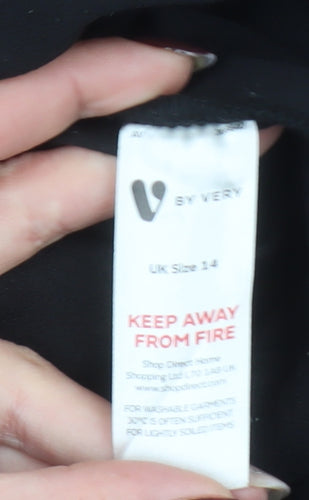 V BY VERY
UK Size 14
KEEP AWAY
FROM FIRE
Shop Direct Home
Shopping Ltd L70 1AB UK
www.shopdirect.com
FOR WASHABLE GARMENTS
30°C IS OFTEN SUFFICIENT
FOR LIGHTLY SOILED ITEMS